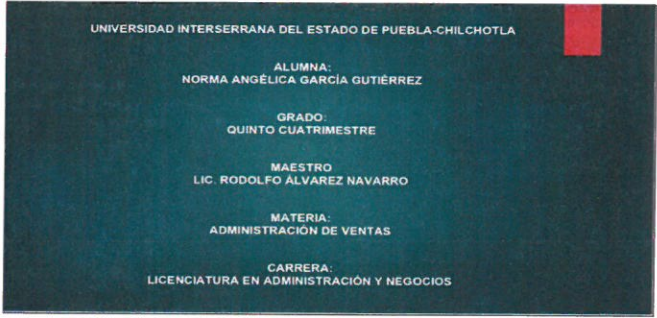 UNIVERSIDAD INTERSERRANA DEL ESTADO DE PUEBLA-CHILCHOTLA
ALUMNA:
NORMA ANGÉLICA GARCÍA GUTIÉRREZ
GRADO:
QUINTO CUATRIMESTRE
MAESTRO
LIC. RODOLFO ÁLVAREZ NAVARRO
MATERIA:
ADMINISTRACIÓN DE VENTAS
CARRERA:
LICENCIATURA EN ADMINISTRACIÓN Y NEGOCIOS